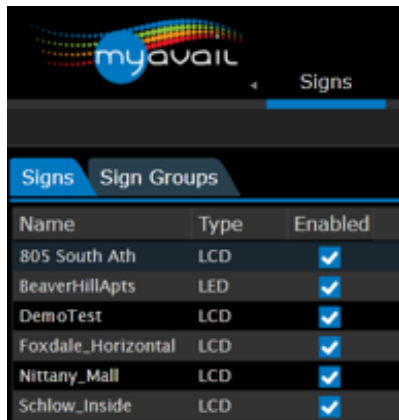 myavail
Signs
Signs Sign Groups
Name Type Enabled
805 South Ath LCD
BeaverHillApts LED
DemoTest LCD
Foxdale_Horizontal LCD
Nittany_Mall LCD
Schlow_Inside LCD